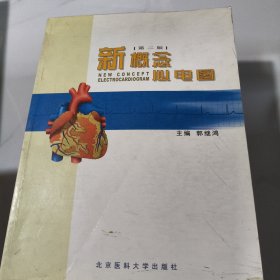 [第二版]
新概念
NEW CONCEPT
ELECTROCARDIOGRAM
心电图
主编 郭继鸿
北京医科大学出版社